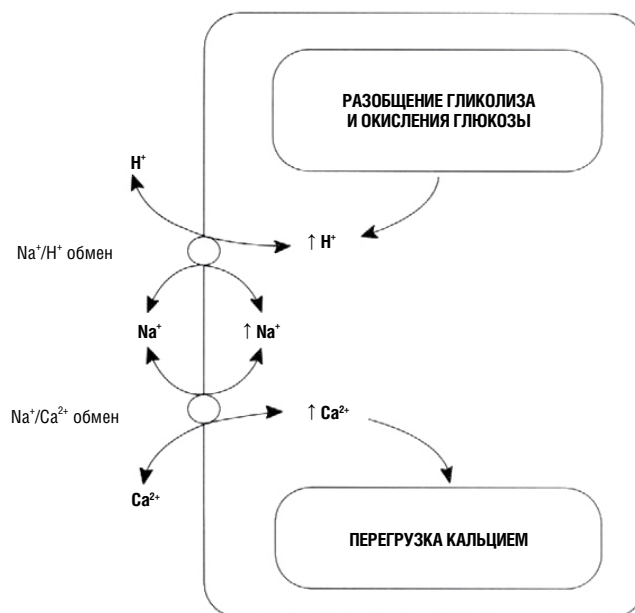 РАЗОБЩЕНИЕ ГЛИКОЛИЗА
И ОКИСЛЕНИЯ ГЛЮКОЗЫ
H⁺
Na⁺/H⁺ обмен
↑ H⁺
Na⁺
↑ Na⁺
Na⁺/Ca²⁺ обмен
↑ Ca²⁺
Ca²⁺
ПЕРЕГРУЗКА КАЛЬЦИЕМ